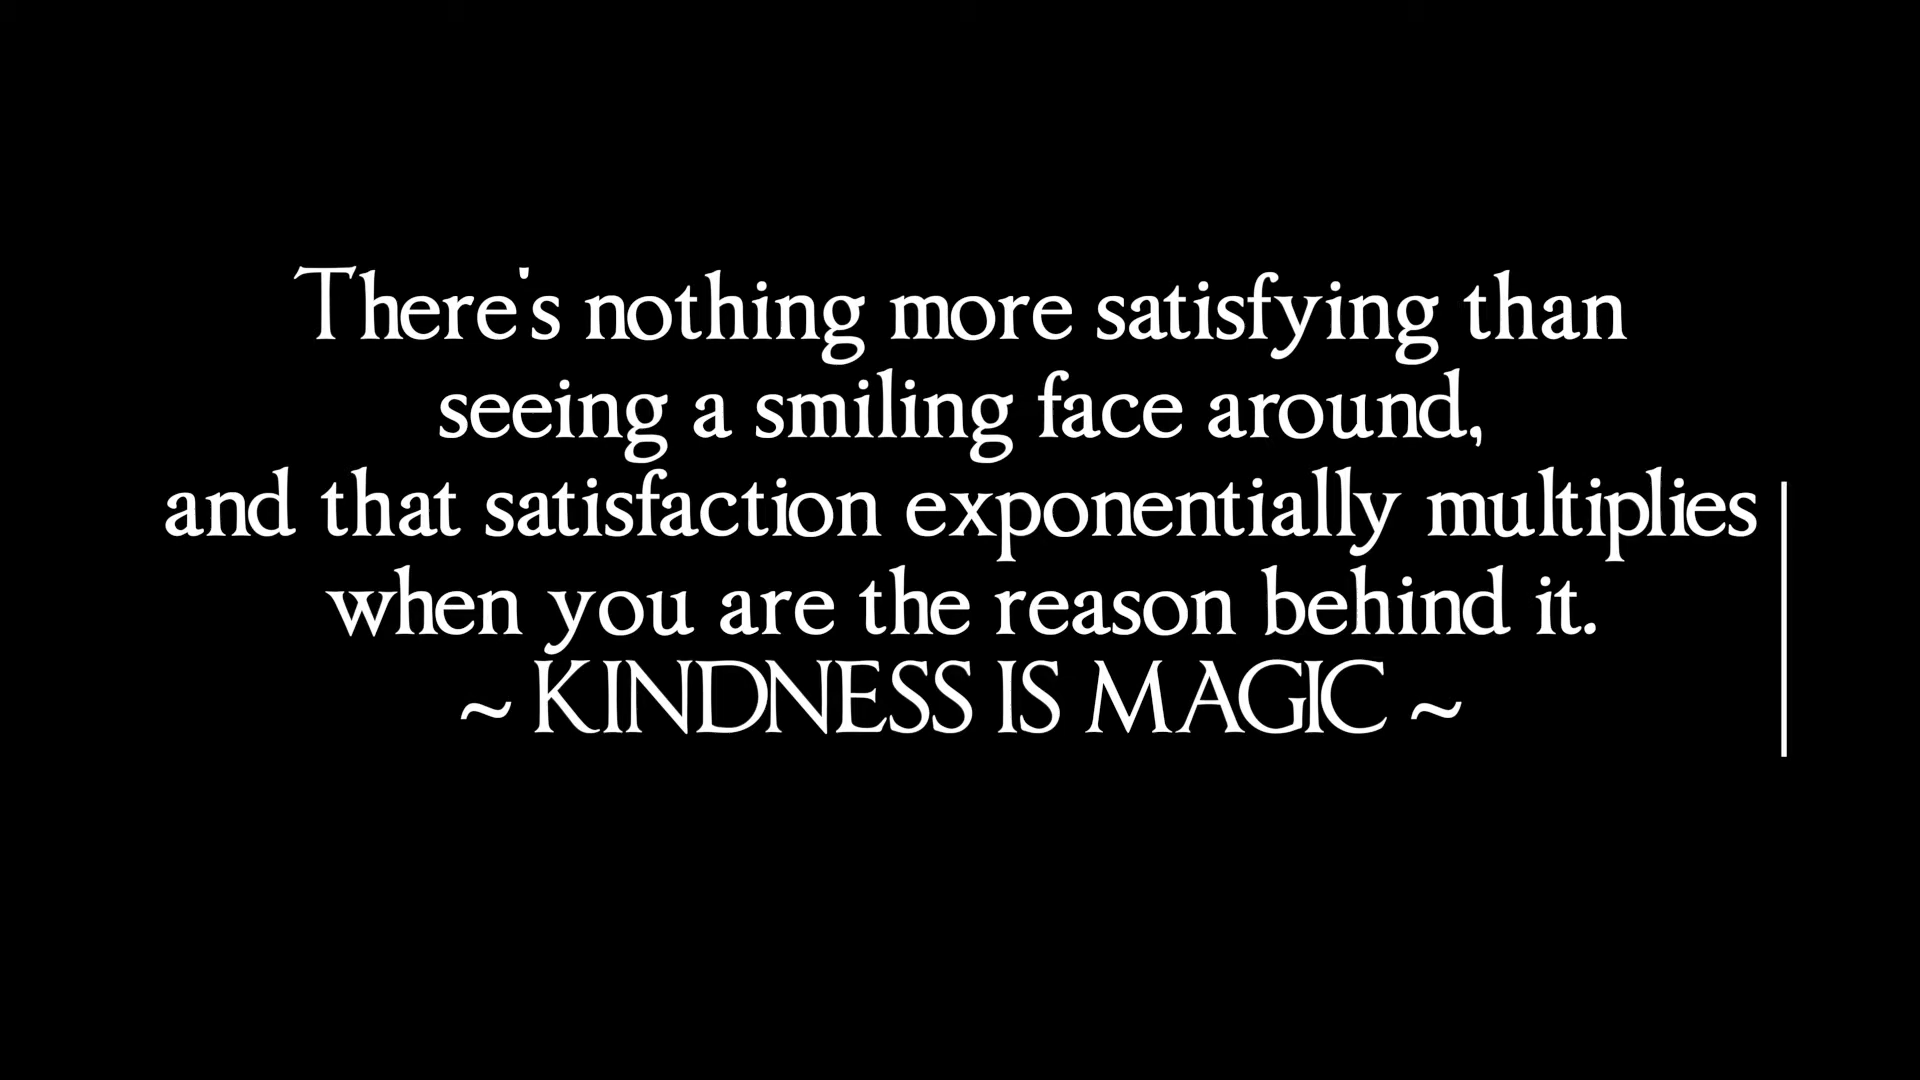 There's nothing more satisfying than
seeing a smiling face around,
and that satisfaction exponentially multiplies
when you are the reason behind it.
~ KINDNESS IS MAGIC ~